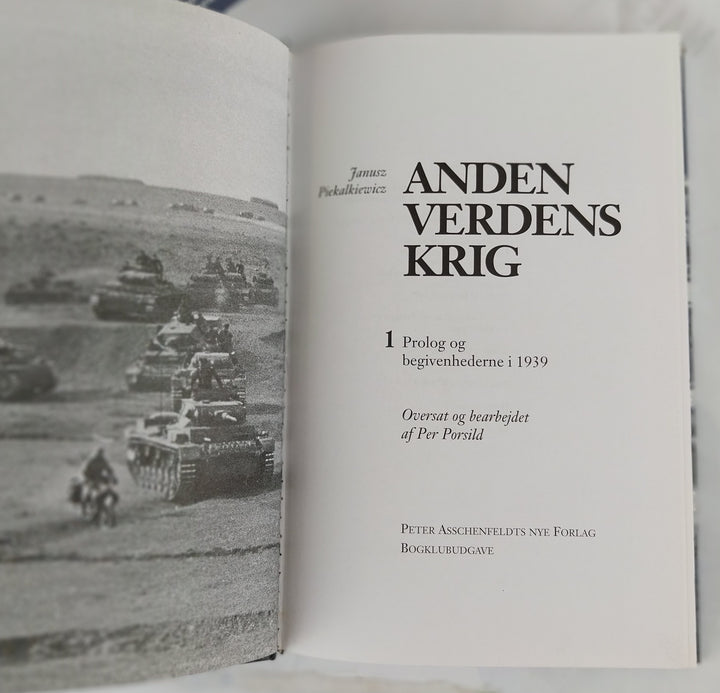 Janusz
Piekalkiewicz
ANDEN
VERDENS
KRIG
1 Prolog og
begivenhederne i 1939
Oversat og bearbejdet
af Per Porsild
PETER ASSCHENFELDTS NYE FORLAG
BOGKLUBUDGAVE